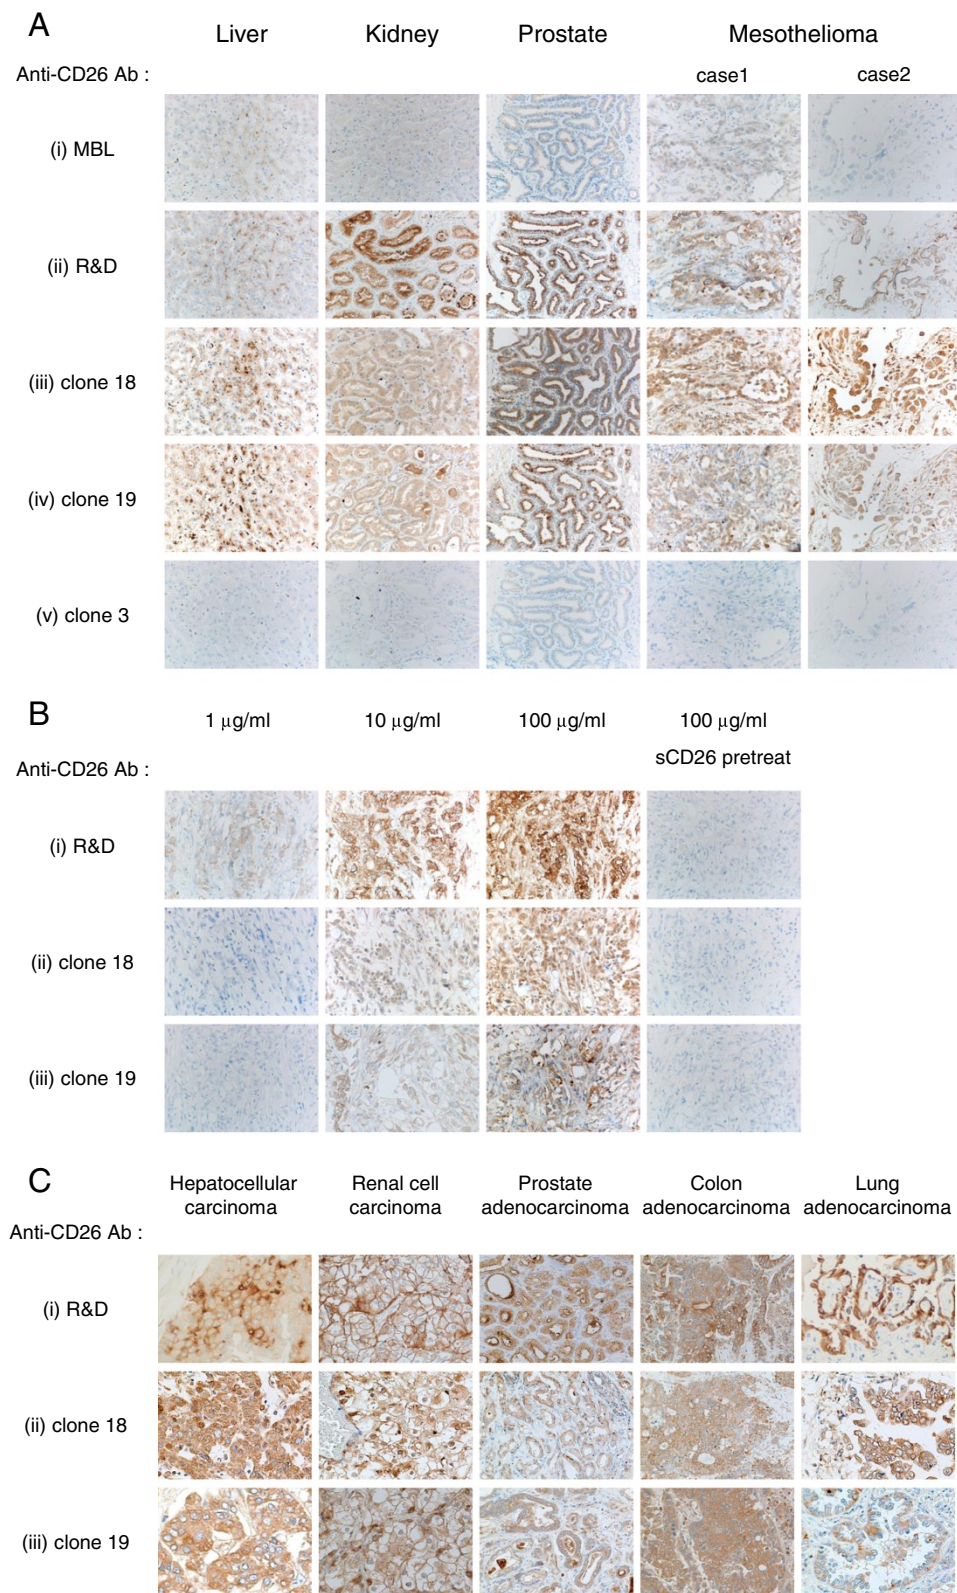 A
Liver Kidney Prostate Mesothelioma
Anti-CD26 Ab : case1 case2
(i) MBL
(ii) R&D
(iii) clone 18
(iv) clone 19
(v) clone 3
B
1 μg/ml 10 μg/ml 100 μg/ml 100 μg/ml
sCD26 pretreat
Anti-CD26 Ab :
(i) R&D
(ii) clone 18
(iii) clone 19
C
Hepatocellular Renal cell Prostate Colon Lung
carcinoma carcinoma adenocarcinoma adenocarcinoma adenocarcinoma
Anti-CD26 Ab :
(i) R&D
(ii) clone 18
(iii) clone 19